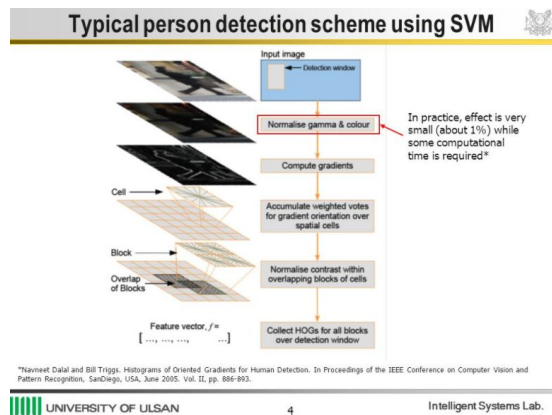 Typical person detection scheme using SVM
Input image
Detection window
Normalise gamma & colour
In practice, effect is very
small (about 1%) while
some computational
time is required*
Compute gradients
Cell
Accumulate weighted votes
for gradient orientation over
spatial cells
Block
Overlap
of Blocks
Normalise contrast within
overlapping blocks of cells
Feature vector, f =
[ ..., ..., ..., ...]
Collect HOGs for all blocks
over detection window
*Navneet Dalal and Bill Triggs. Histograms of Oriented Gradients for Human Detection. In Proceedings of the IEEE Conference on Computer Vision and
Pattern Recognition, SanDiego, USA, June 2005. Vol. II, pp. 886-893.
UNIVERSITY OF ULSAN
4
Intelligent Systems Lab.